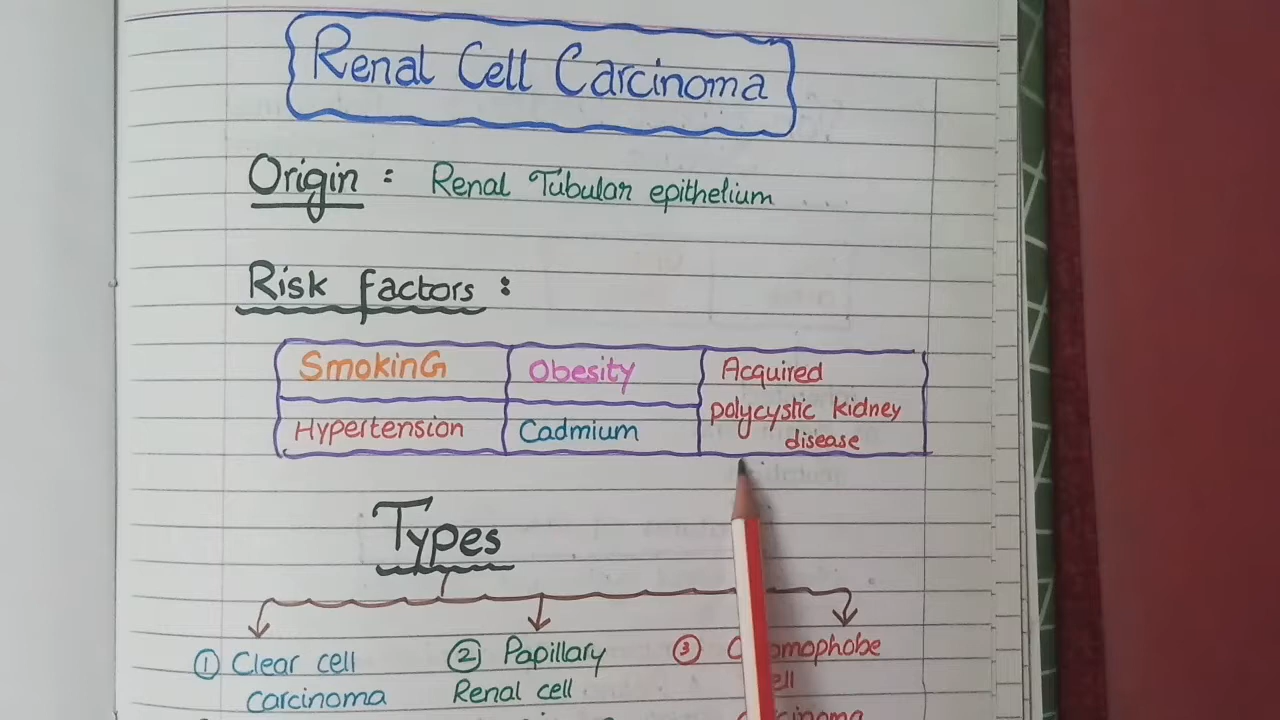 Renal Cell Carcinoma
Origin : Renal Tubular epithelium
Risk factors :
SmokinG
Obesity
Acquired
polycystic kidney
disease
Hypertension
Cadmium
Types
① Clear cell
carcinoma
② Papillary
Renal cell
③